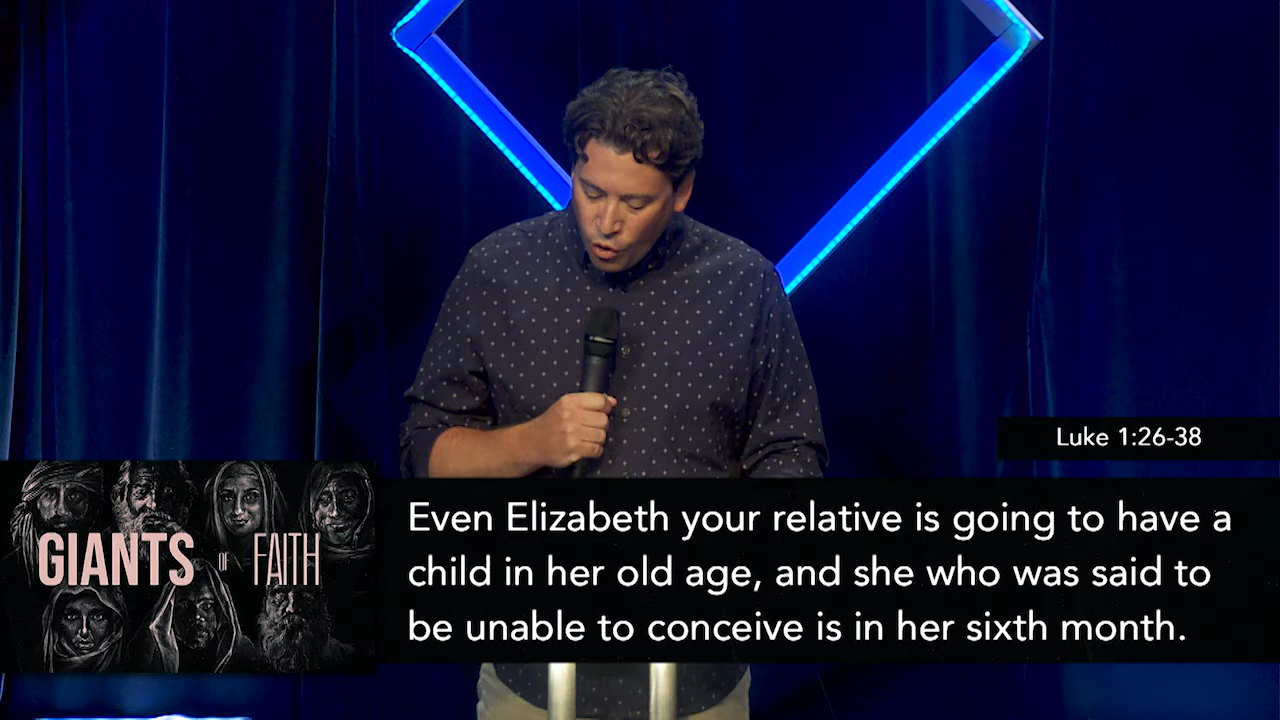 Luke 1:26-38
GIANTS OF FAITH
Even Elizabeth your relative is going to have a
child in her old age, and she who was said to
be unable to conceive is in her sixth month.